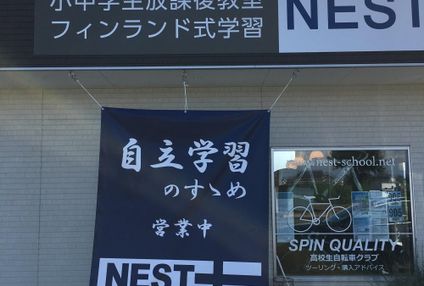 小中学生放課後教室
フィンランド式学習
NEST
自立学習
のすゝめ
営業中
NEST
nest-school.net
SPIN QUALITY
高校生自転車クラブ
ツーリング・購入アドバイス